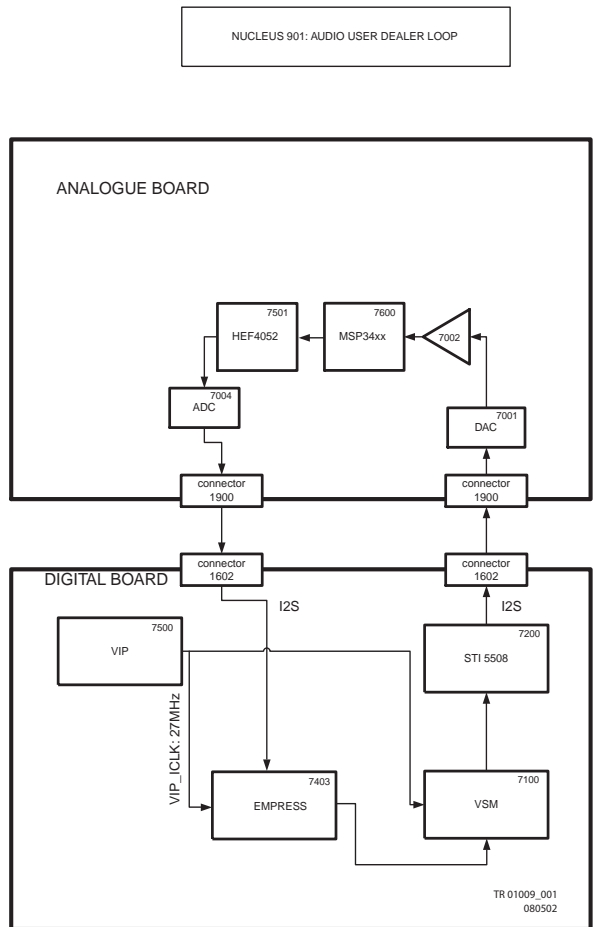 NUCLEUS 901: AUDIO USER DEALER LOOP
ANALOGUE BOARD
7501
HEF4052
7600
MSP34xx
7002
7004
ADC
7001
DAC
connector
1900
connector
1900
connector
1602
connector
1602
DIGITAL BOARD
I2S
I2S
7500
VIP
7200
STI 5508
VIP_ICLK: 27MHz
7403
EMPRESS
7100
VSM
TR 01009_001
080502